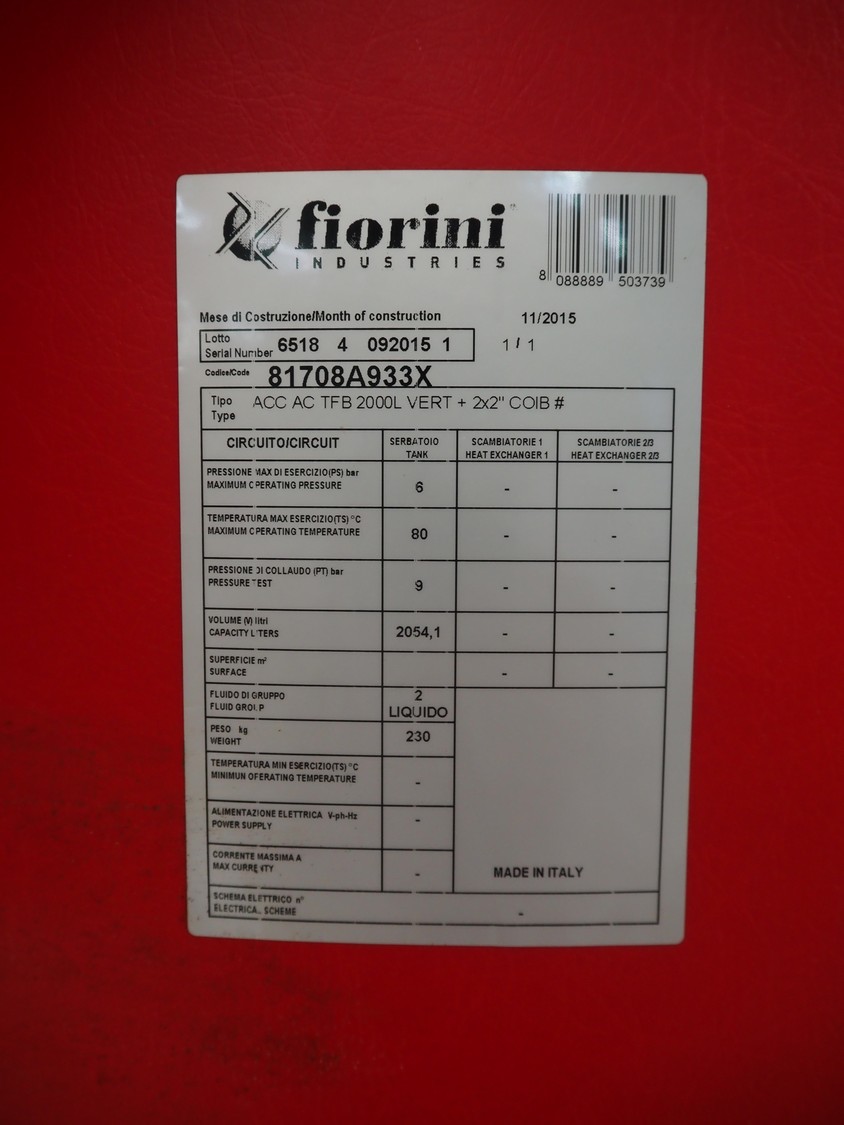 fiorini
INDUSTRIES
8 088889 503739
Mese di Costruzione/Month of construction 11/2015
Lotto
Serial Number 6518 4 092015 1 1 / 1
Codice/Code 81708A933X
Tipo
Type ACC AC TFB 2000L VERT + 2x2" COIB #
CIRCUITO/CIRCUIT SERBATOIO TANK SCAMBIATORIE 1 HEAT EXCHANGER 1 SCAMBIATORIE 2/3 HEAT EXCHANGER 2/3
PRESSIONE MAX DI ESERCIZIO(PS) bar
MAXIMUM OPERATING PRESSURE 6 - -
TEMPERATURA MAX ESERCIZIO(TS) °C
MAXIMUM OPERATING TEMPERATURE 80 - -
PRESSIONE DI COLLAUDO (PT) bar
PRESSURE TEST 9 - -
VOLUME (V) litri
CAPACITY LITERS 2054,1 - -
SUPERFICIE m²
SURFACE - -
FLUIDO DI GRUPPO
FLUID GROUP 2 LIQUIDO
PESO kg
WEIGHT 230
TEMPERATURA MIN ESERCIZIO(TS) °C
MINIMUN OPERATING TEMPERATURE -
ALIMENTAZIONE ELETTRICA V-ph-Hz
POWER SUPPLY -
CORRENTE MASSIMA A
MAX CURRENTY -
MADE IN ITALY
SCHEMA ELETTRICO n°
ELECTRICAL SCHEME -